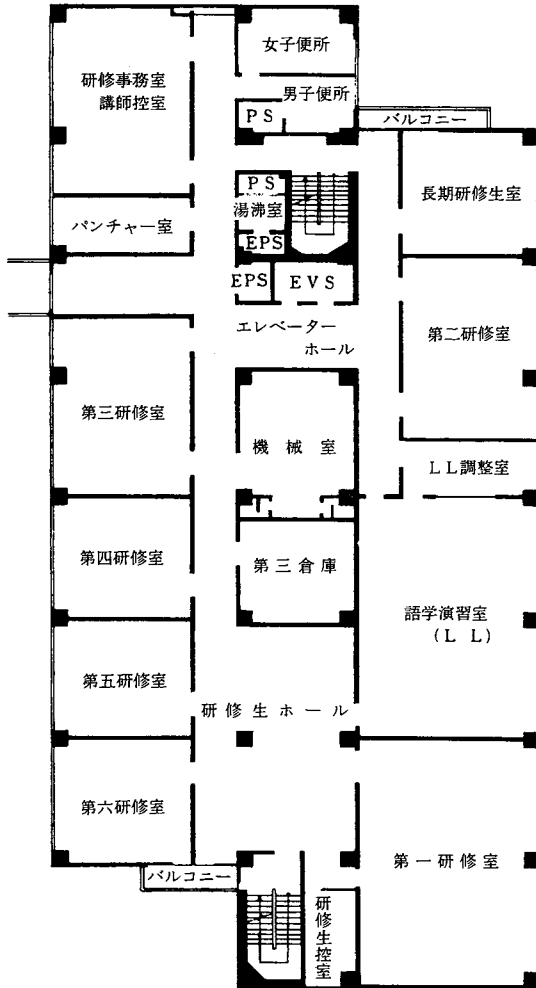 女子便所
研修事務室
講師控室
男子便所
PS
バルコニー
PS
長期研修生室
湯沸室
パンチャー室
EPS
EPS
EVS
エレベーター
ホール
第二研修室
第三研修室
機械室
LL調整室
第四研修室
第三倉庫
語学演習室
(LL)
第五研修室
研修生ホール
第六研修室
第一研修室
バルコニー
研修生控室